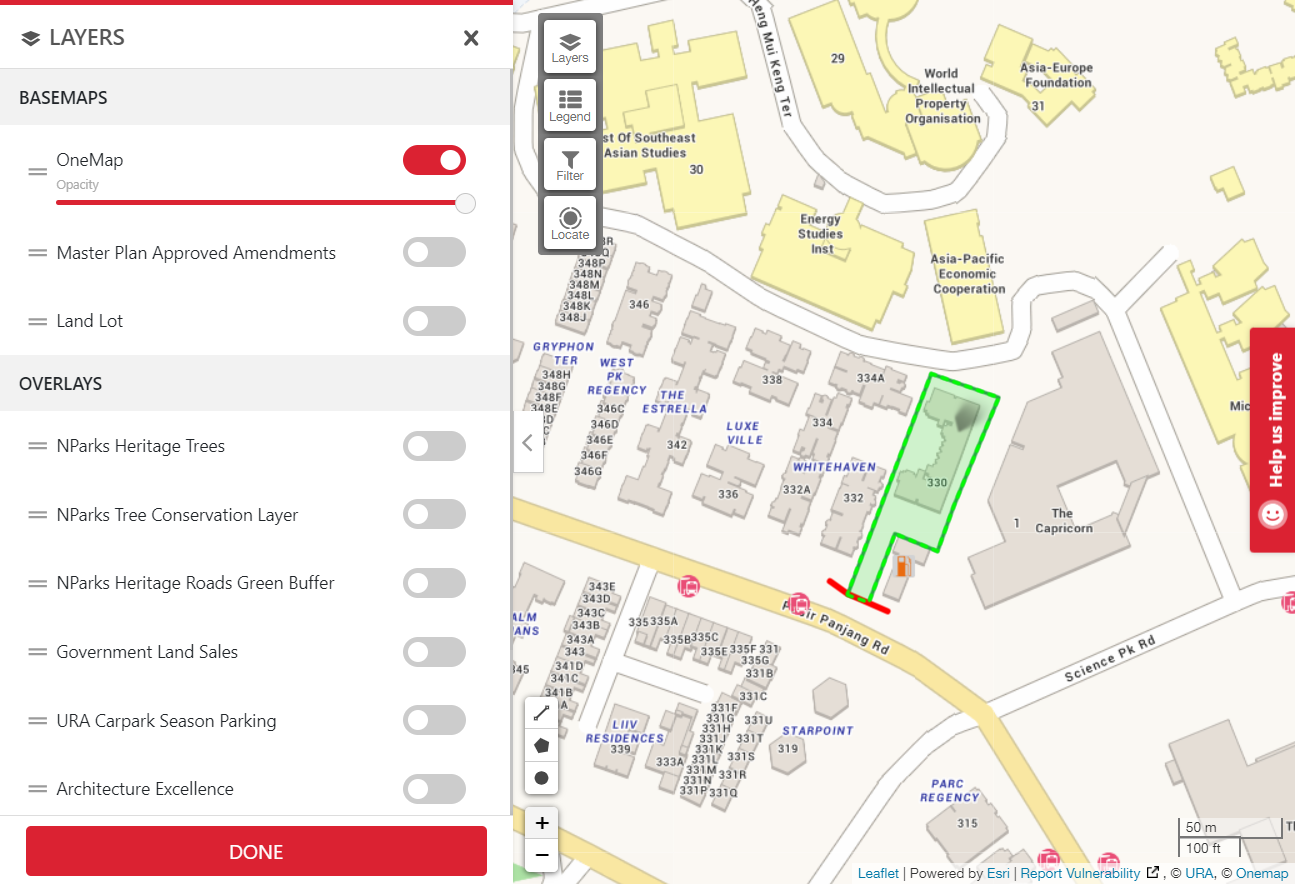 LAYERS
BASEMAPS
OneMap
Opacity
Master Plan Approved Amendments
Land Lot
OVERLAYS
NParks Heritage Trees
NParks Tree Conservation Layer
NParks Heritage Roads Green Buffer
Government Land Sales
URA Carpark Season Parking
Architecture Excellence
DONE
Layers
Legend
Filter
Locate
eng Mui Keng Ter
29
World
Intellectual
Property
Organisation
Asia-Europe
Foundation
31
st Of Southeast
Asian Studies
30
Energy
Studies
Inst
Asia-Pacific
Economic
Cooperation
348P
348N
348M
348L
348K
348J
346
GRYPHON
TER
348H
348G
348F
348E
WEST
PK
REGENCY
346C
346D
346E
346F
346G
THE
ESTRELLA
342
338
LUXE
VILLE
336
334A
334
WHITEHAVEN
332A
332
330
1
The
Capricorn
Mic
Help us improve
Pasir Panjang Rd
Science Pk Rd
343E
343D
343C
343B
343A
343
341D
341C
341B
A
ALM
ANS
345
335
335A
335B
335C
335E
335F
331
335G
331B
331C
331F
331G
331H
331J
331K
331L
331M
331N
331P
331Q
331U
331T
331S
331R
LIIV
RESIDENCES
339
333A
STARPOINT
319
PARC
REGENCY
315
+
−
50 m
100 ft
Leaflet | Powered by Esri | Report Vulnerability , © URA, © Onemap